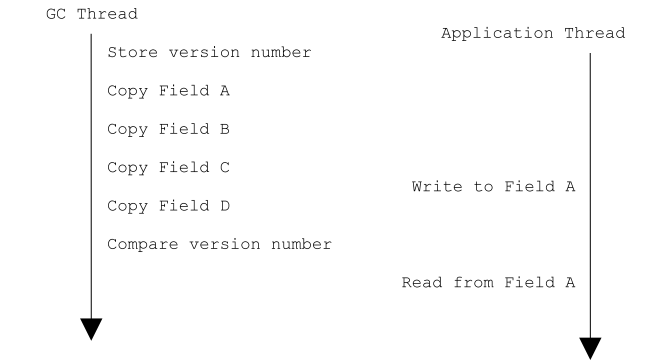 GC Thread
Store version number
Copy Field A
Copy Field B
Copy Field C
Copy Field D
Compare version number
Application Thread
Write to Field A
Read from Field A